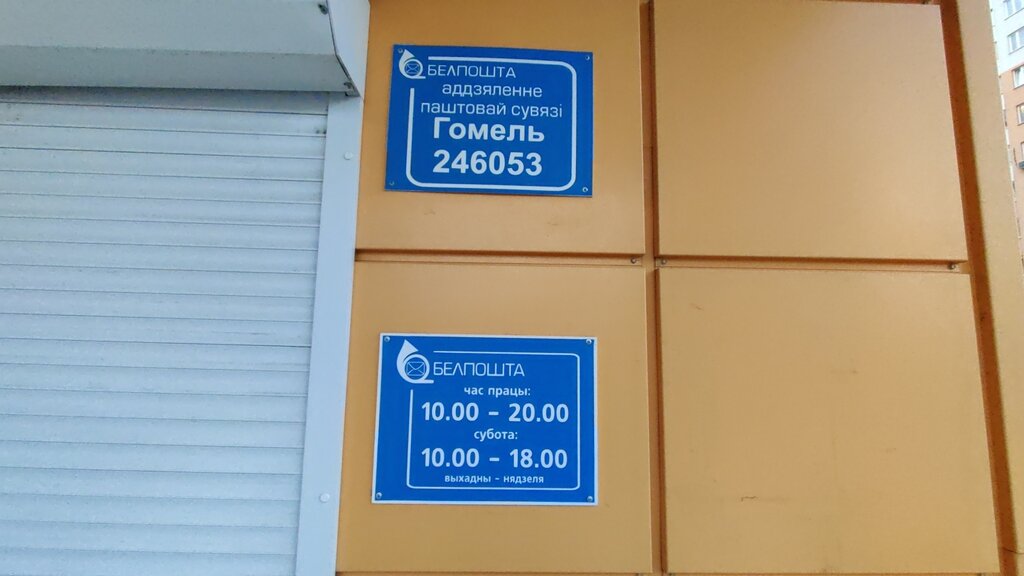 БЕЛПОШТА
аддзяленне
паштовай сувязі
Гомель
246053
БЕЛПОШТА
час працы:
10.00 – 20.00
субота:
10.00 – 18.00
выхадны - нядзеля